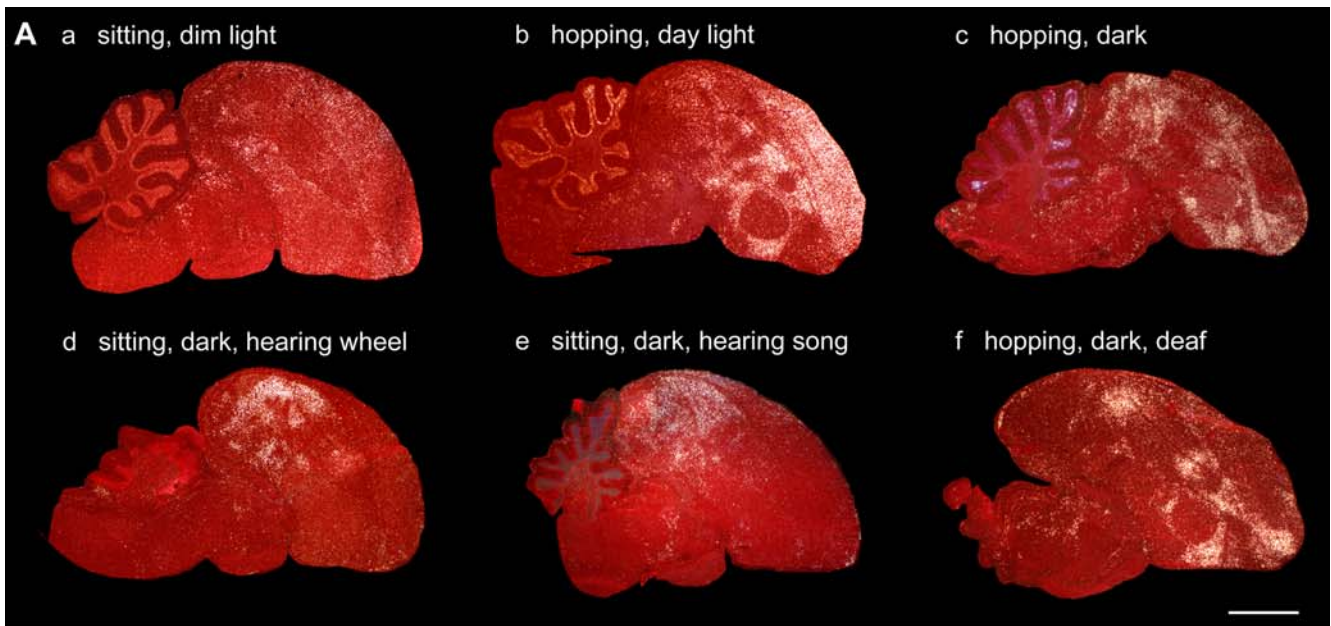 A a sitting, dim light
b hopping, day light
c hopping, dark
d sitting, dark, hearing wheel
e sitting, dark, hearing song
f hopping, dark, deaf